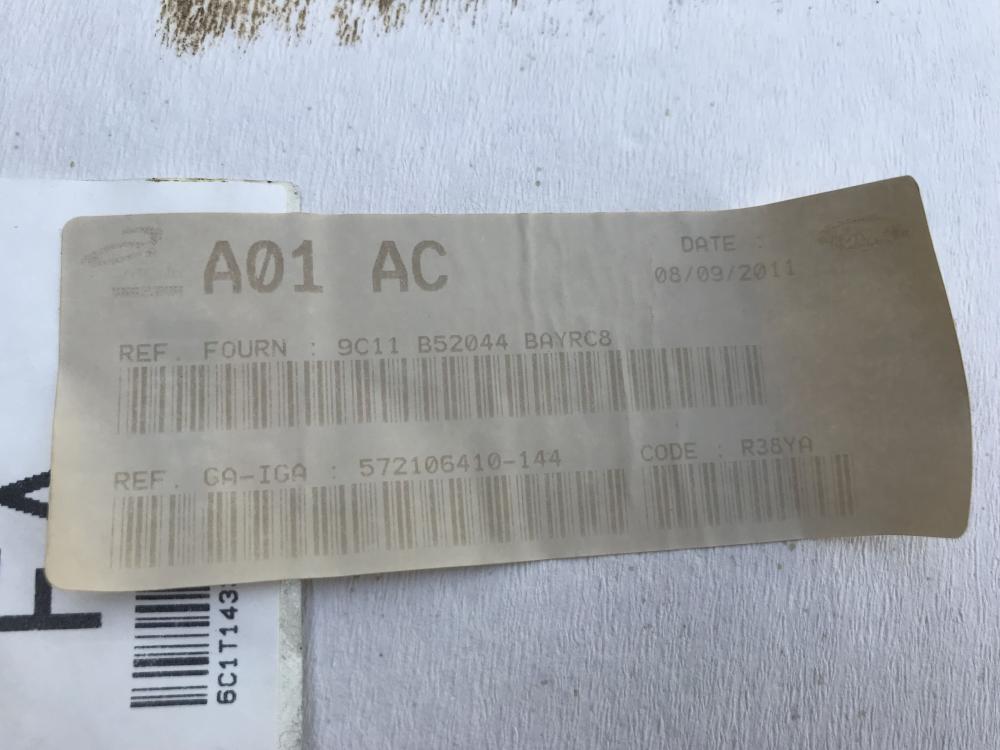 A01 AC
DATE :
08/09/2011
REF. FOURN : 9C11 B52044 BAYRC8
REF. GA-IGA : 572106410-144
CODE : R38YA
6C1T143